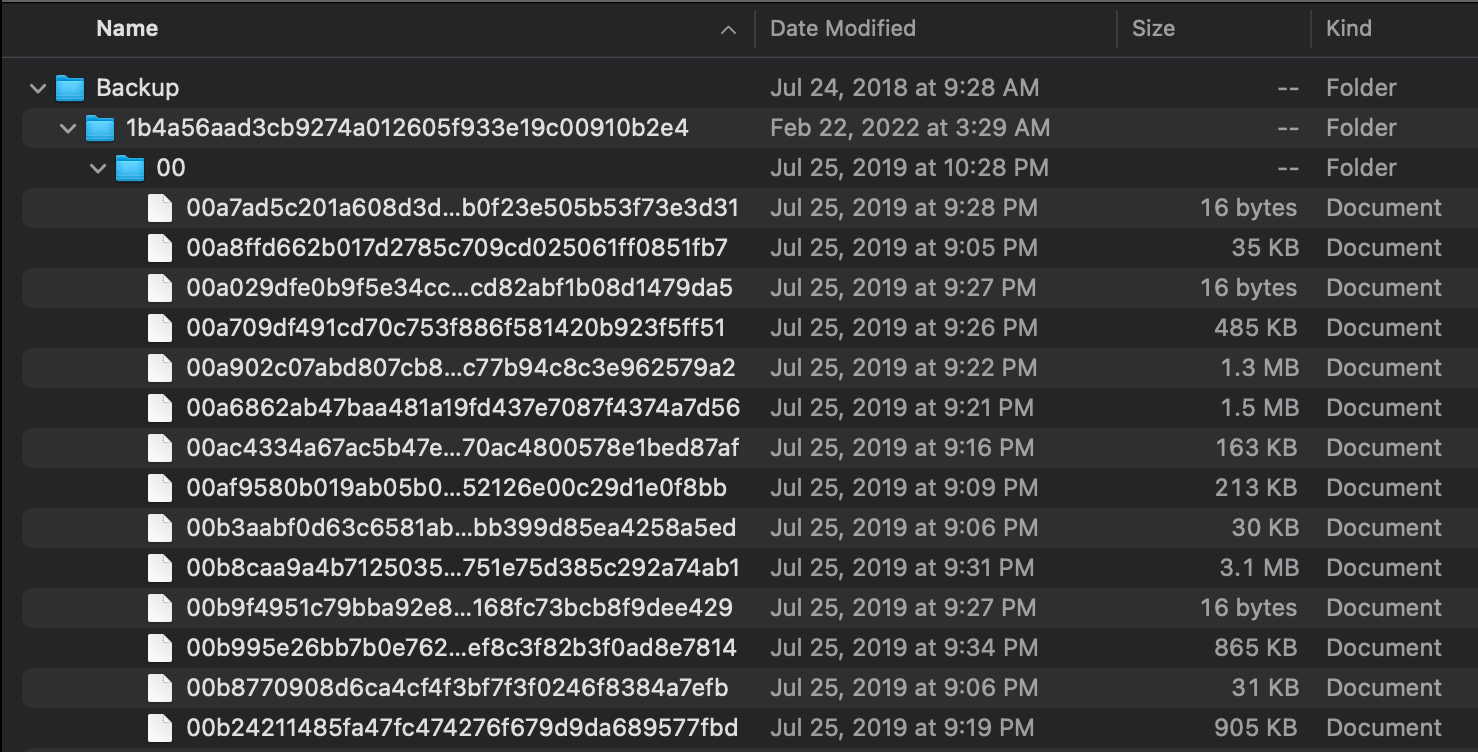 Name Date Modified Size Kind
Backup Jul 24, 2018 at 9:28 AM -- Folder
1b4a56aad3cb9274a012605f933e19c00910b2e4 Feb 22, 2022 at 3:29 AM -- Folder
00 Jul 25, 2019 at 10:28 PM -- Folder
00a7ad5c201a608d3d...b0f23e505b53f73e3d31 Jul 25, 2019 at 9:28 PM 16 bytes Document
00a8ffd662b017d2785c709cd025061ff0851fb7 Jul 25, 2019 at 9:05 PM 35 KB Document
00a029dfe0b9f5e34cc...cd82abf1b08d1479da5 Jul 25, 2019 at 9:27 PM 16 bytes Document
00a709df491cd70c753f886f581420b923f5ff51 Jul 25, 2019 at 9:26 PM 485 KB Document
00a902c07abd807cb8...c77b94c8c3e962579a2 Jul 25, 2019 at 9:22 PM 1.3 MB Document
00a6862ab47baa481a19fd437e7087f4374a7d56 Jul 25, 2019 at 9:21 PM 1.5 MB Document
00ac4334a67ac5b47e...70ac4800578e1bed87af Jul 25, 2019 at 9:16 PM 163 KB Document
00af9580b019ab05b0...52126e00c29d1e0f8bb Jul 25, 2019 at 9:09 PM 213 KB Document
00b3aabf0d63c6581ab...bb399d85ea4258a5ed Jul 25, 2019 at 9:06 PM 30 KB Document
00b8caa9a4b7125035...751e75d385c292a74ab1 Jul 25, 2019 at 9:31 PM 3.1 MB Document
00b9f4951c79bba92e8...168fc73bcb8f9dee429 Jul 25, 2019 at 9:27 PM 16 bytes Document
00b995e26bb7b0e762...ef8c3f82b3f0ad8e7814 Jul 25, 2019 at 9:34 PM 865 KB Document
00b8770908d6ca4cf4f3bf7f3f0246f8384a7efb Jul 25, 2019 at 9:06 PM 31 KB Document
00b24211485fa47fc474276f679d9da689577fbd Jul 25, 2019 at 9:19 PM 905 KB Document